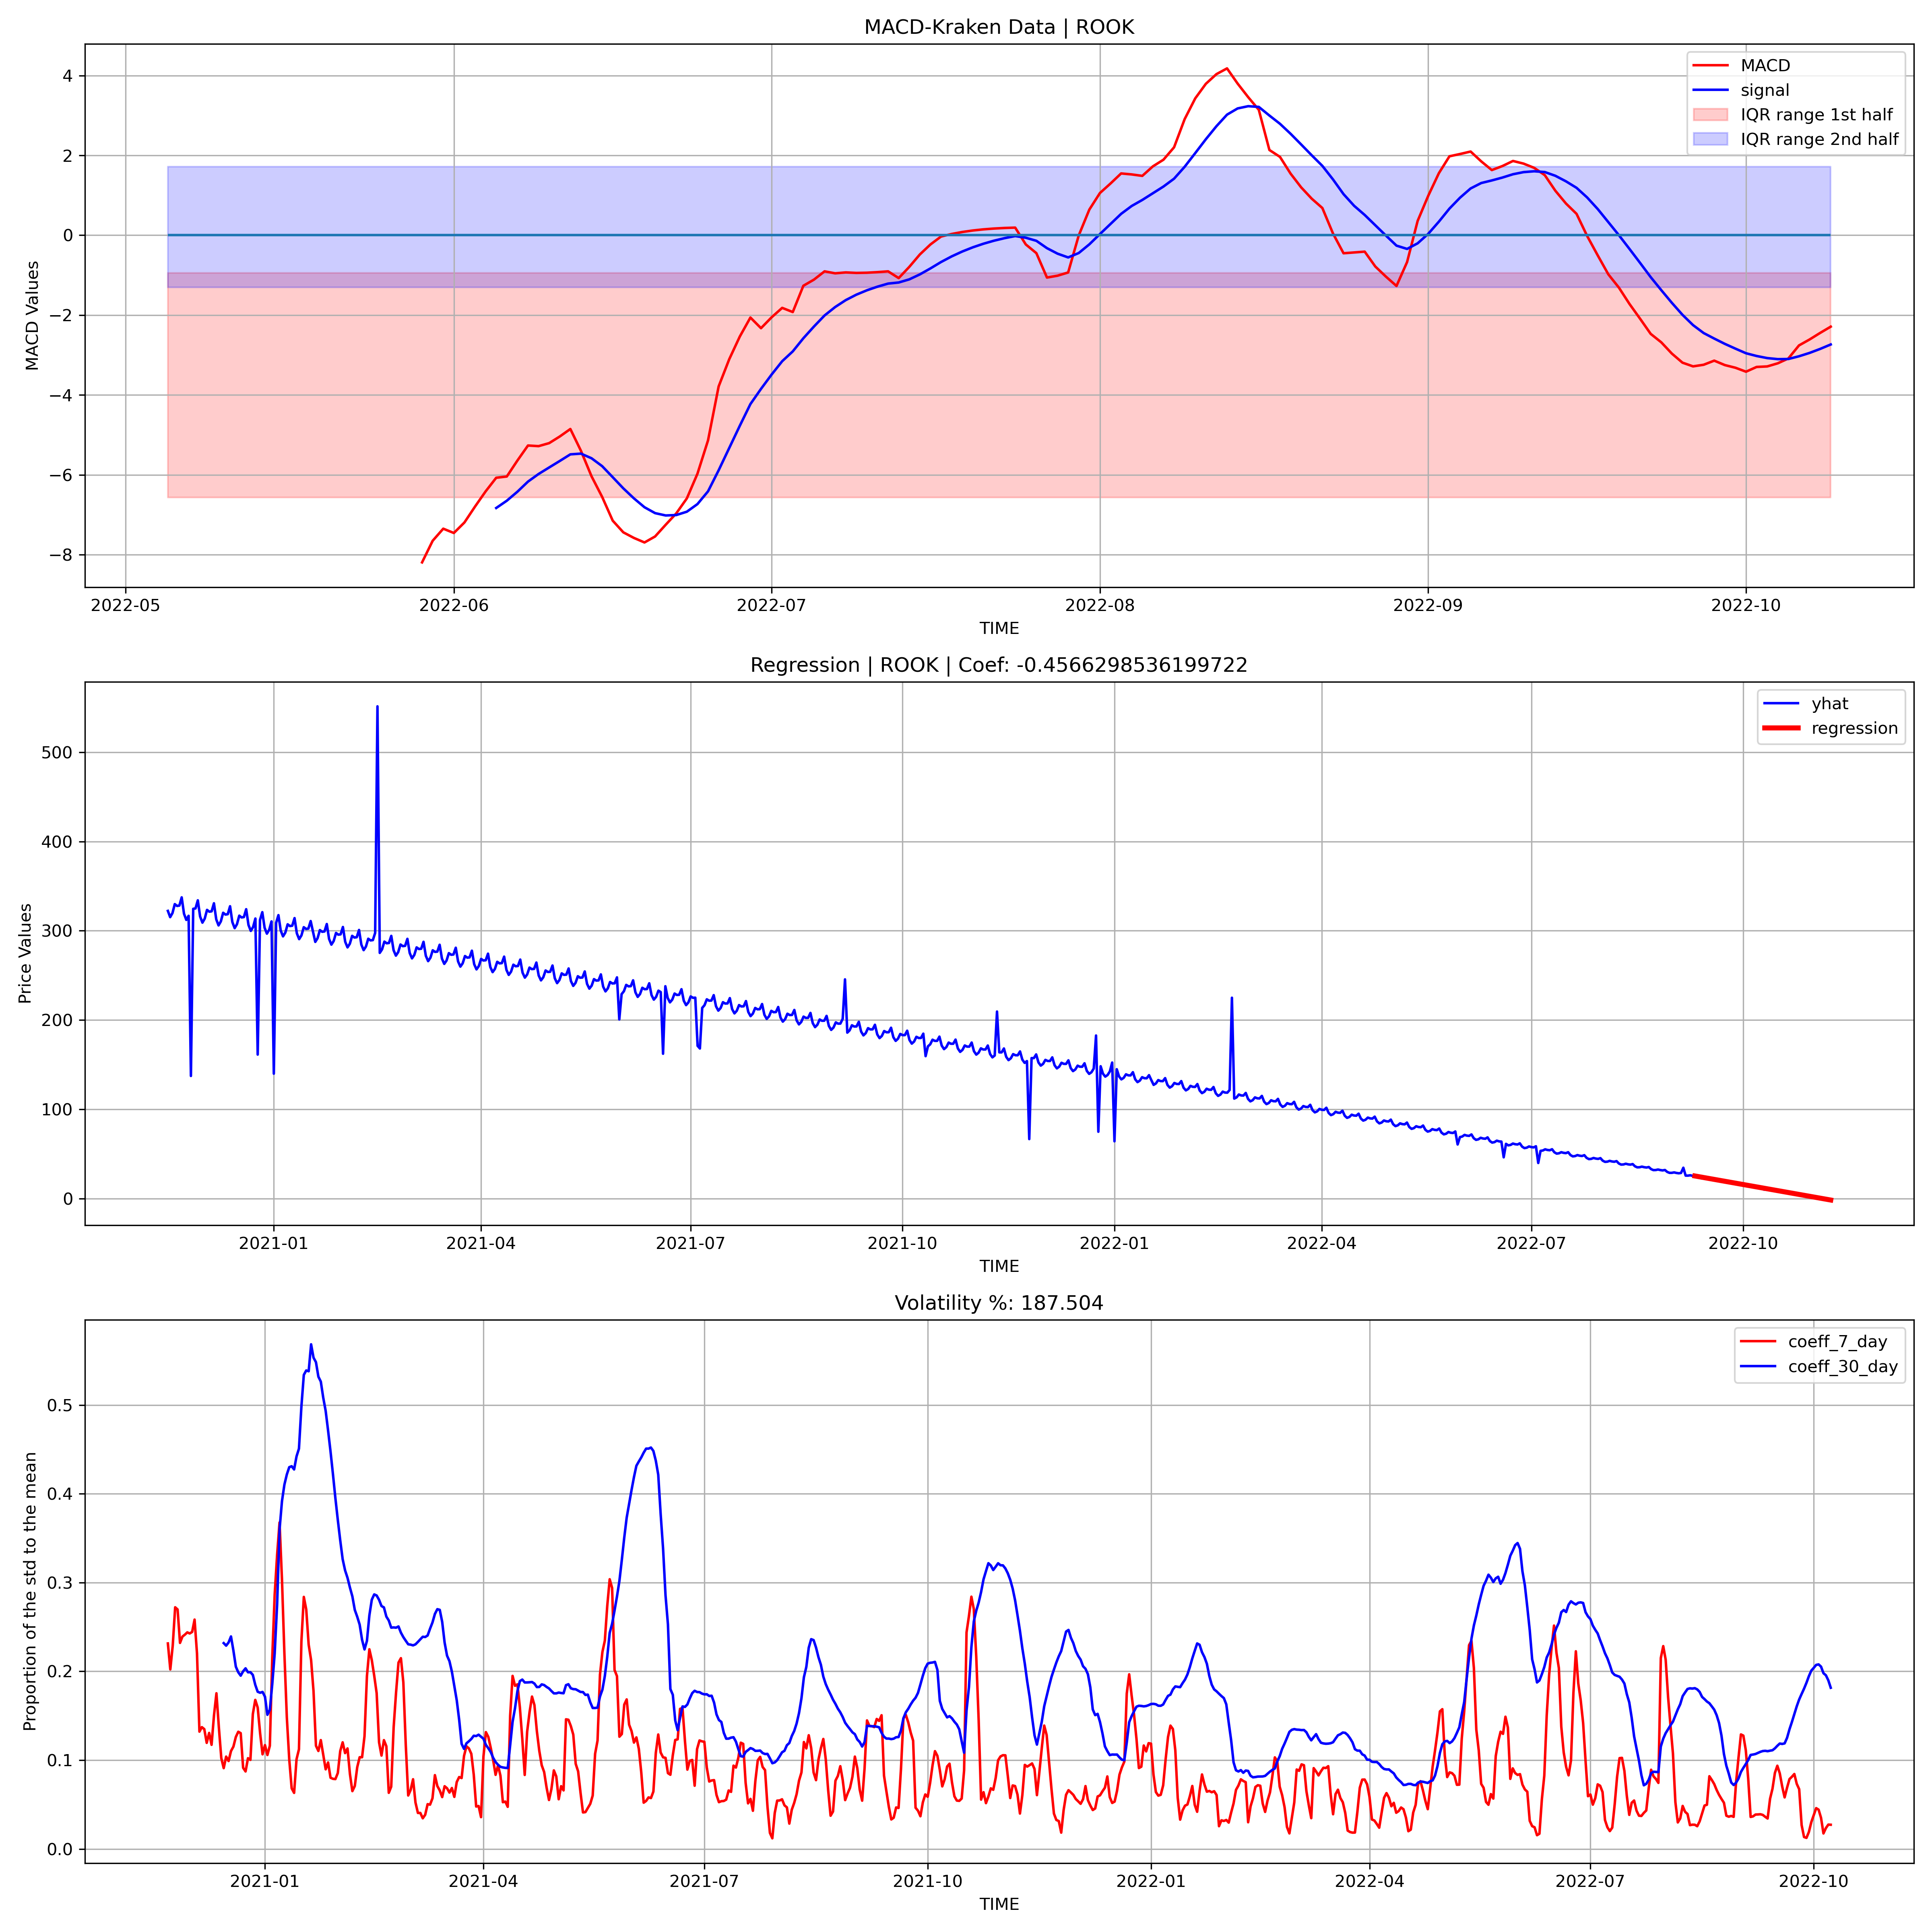 MACD-Kraken Data | ROOK
MACD Values
4
2
0
−2
−4
−6
−8
MACD
signal
IQR range 1st half
IQR range 2nd half
2022-05 2022-06 2022-07 2022-08 2022-09 2022-10
TIME
Regression | ROOK | Coef: -0.4566298536199722
Price Values
500
400
300
200
100
0
yhat
regression
2021-01 2021-04 2021-07 2021-10 2022-01 2022-04 2022-07 2022-10
TIME
Volatility %: 187.504
Proportion of the std to the mean
0.5
0.4
0.3
0.2
0.1
0.0
coeff_7_day
coeff_30_day
2021-01 2021-04 2021-07 2021-10 2022-01 2022-04 2022-07 2022-10
TIME